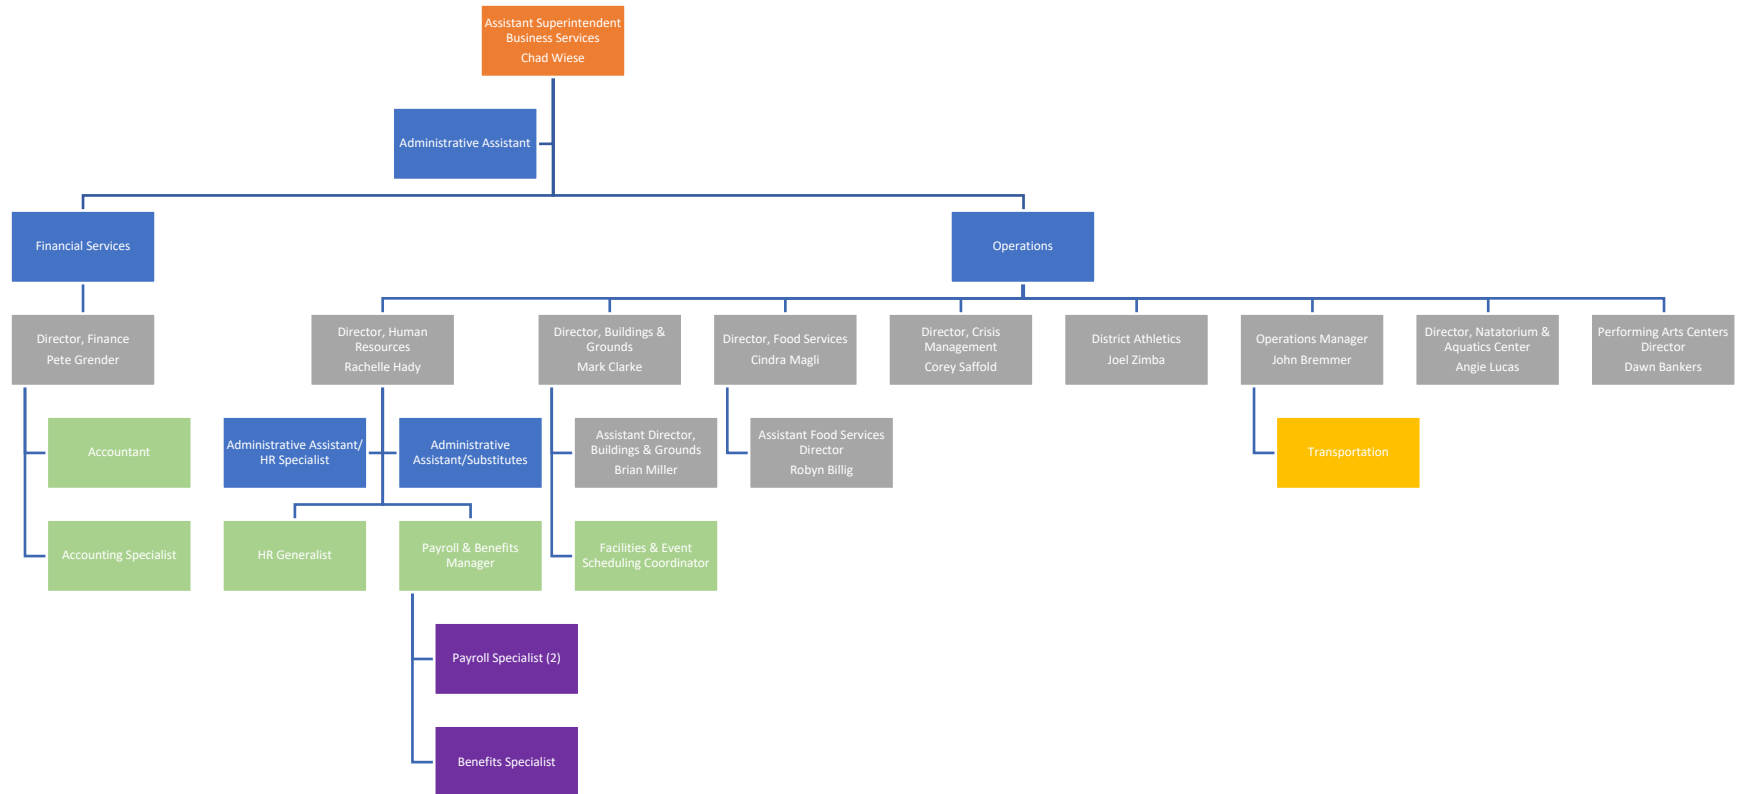 Assistant Superintendent
Business Services
Chad Wiese
Administrative Assistant
Financial Services
Operations
Director, Finance
Pete Grender
Director, Human
Resources
Rachelle Hady
Director, Buildings &
Grounds
Mark Clarke
Director, Food Services
Cindra Magli
Director, Crisis
Management
Corey Saffold
District Athletics
Joel Zimba
Operations Manager
John Bremmer
Director, Natatorium &
Aquatics Center
Angie Lucas
Performing Arts Centers
Director
Dawn Bankers
Accountant
Administrative Assistant/
HR Specialist
Administrative
Assistant/Substitutes
Assistant Director,
Buildings & Grounds
Brian Miller
Assistant Food Services
Director
Robyn Billig
Transportation
Accounting Specialist
HR Generalist
Payroll & Benefits
Manager
Facilities & Event
Scheduling Coordinator
Payroll Specialist (2)
Benefits Specialist